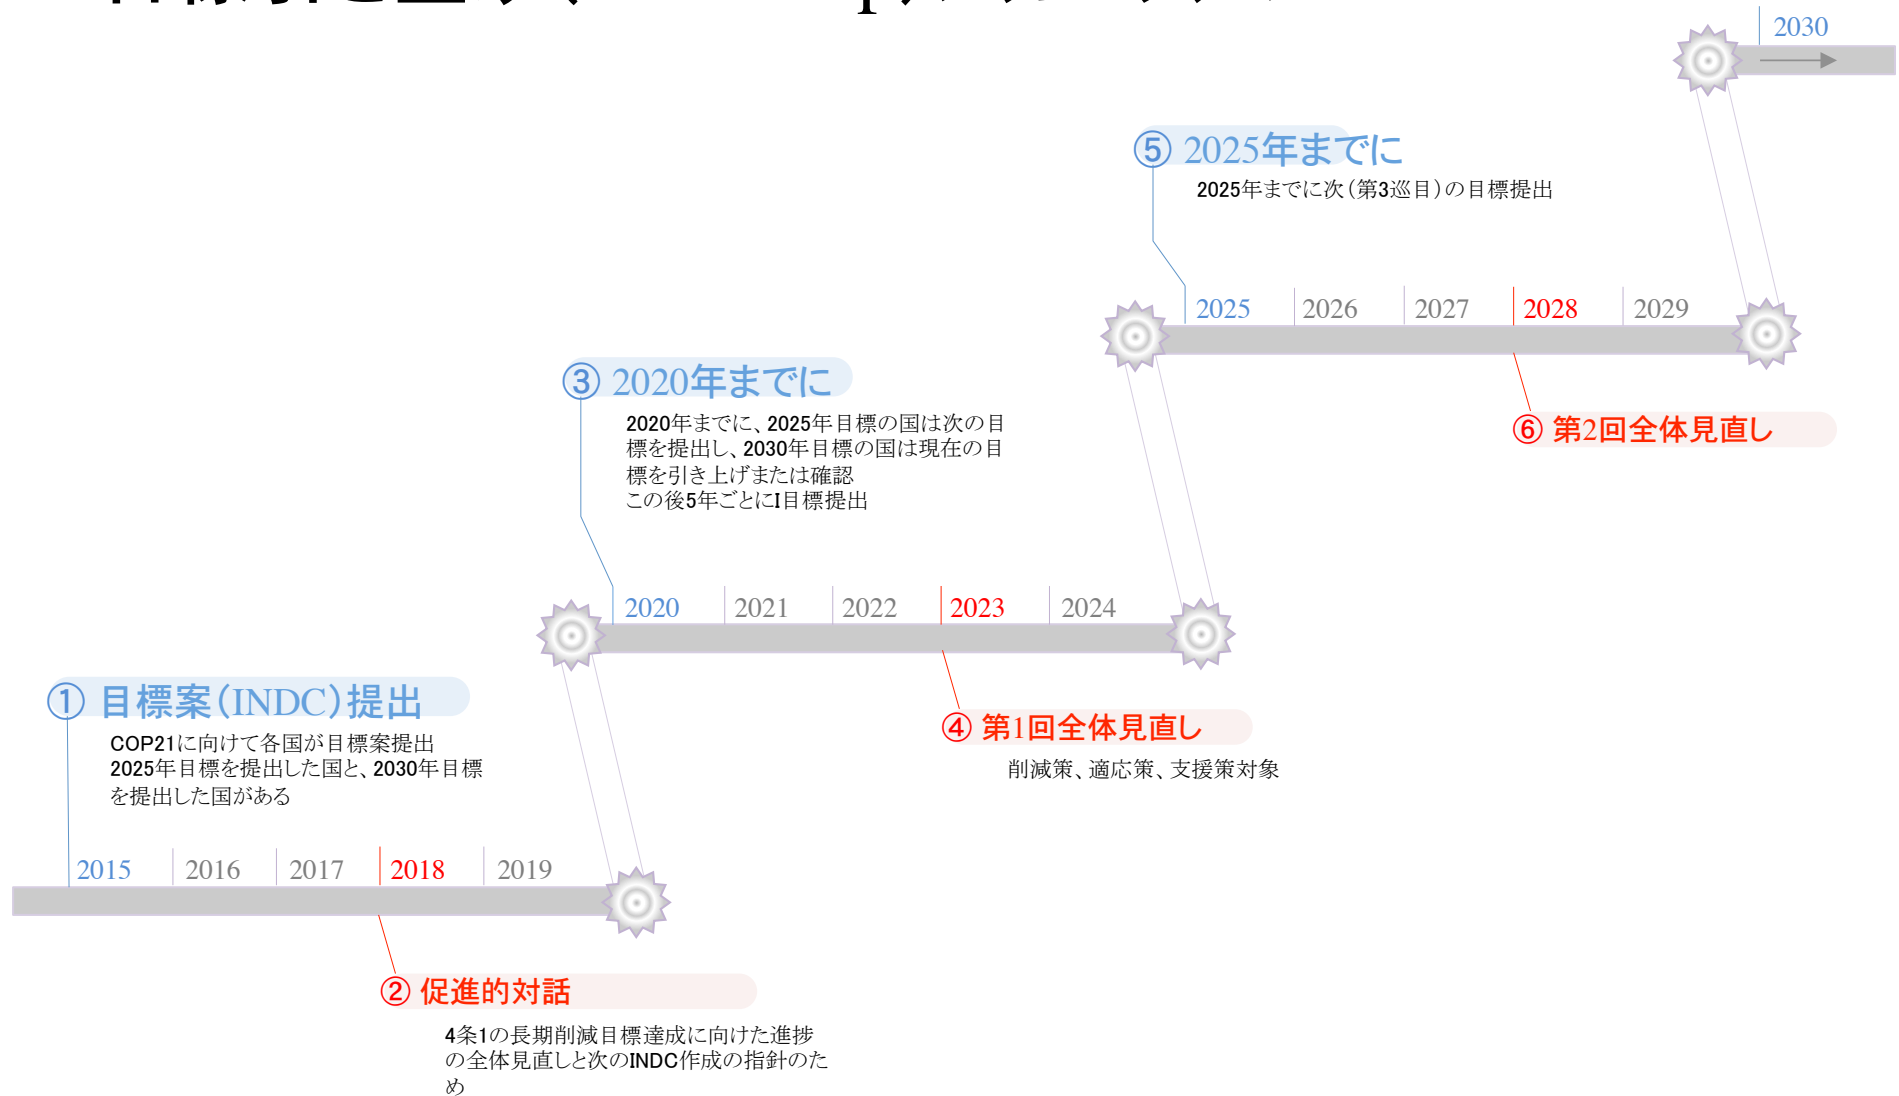 2030
⑤ 2025年までに
2025年までに次（第3巡目）の目標提出
2025 2026 2027 2028 2029
⑥ 第2回全体見直し
③ 2020年までに
2020年までに、2025年目標の国は次の目
標を提出し、2030年目標の国は現在の目
標を引き上げまたは確認
この後5年ごとにI目標提出
2020 2021 2022 2023 2024
④ 第1回全体見直し
削減策、適応策、支援策対象
① 目標案（INDC）提出
COP21に向けて各国が目標案提出
2025年目標を提出した国と、2030年目標
を提出した国がある
2015 2016 2017 2018 2019
② 促進的対話
4条1の長期削減目標達成に向けた進捗
の全体見直しと次のINDC作成の指針のた
め